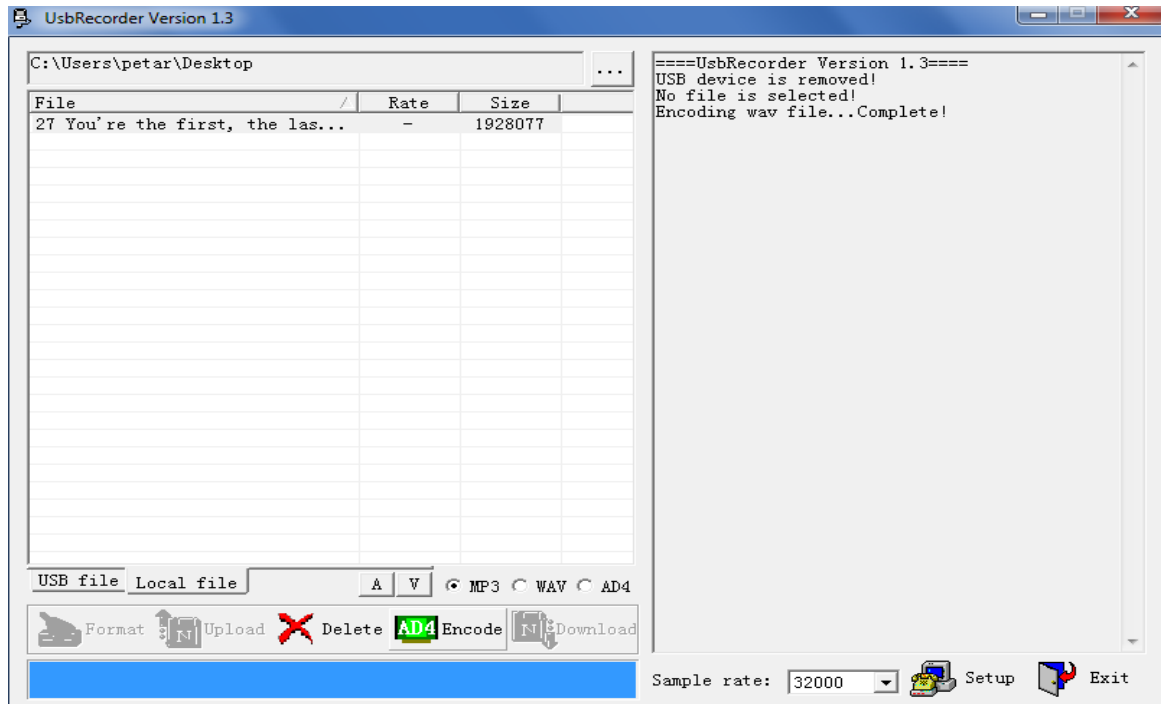 UsbRecorder Version 1.3
C:\Users\petar\Desktop
...
File / Rate Size
27 You're the first, the las... - 1928077
USB file Local file A V MP3 WAV AD4
Format N Upload Delete AD4 Encode N Download
====UsbRecorder Version 1.3====
USB device is removed!
No file is selected!
Encoding wav file...Complete!
Sample rate: 32000 Setup Exit